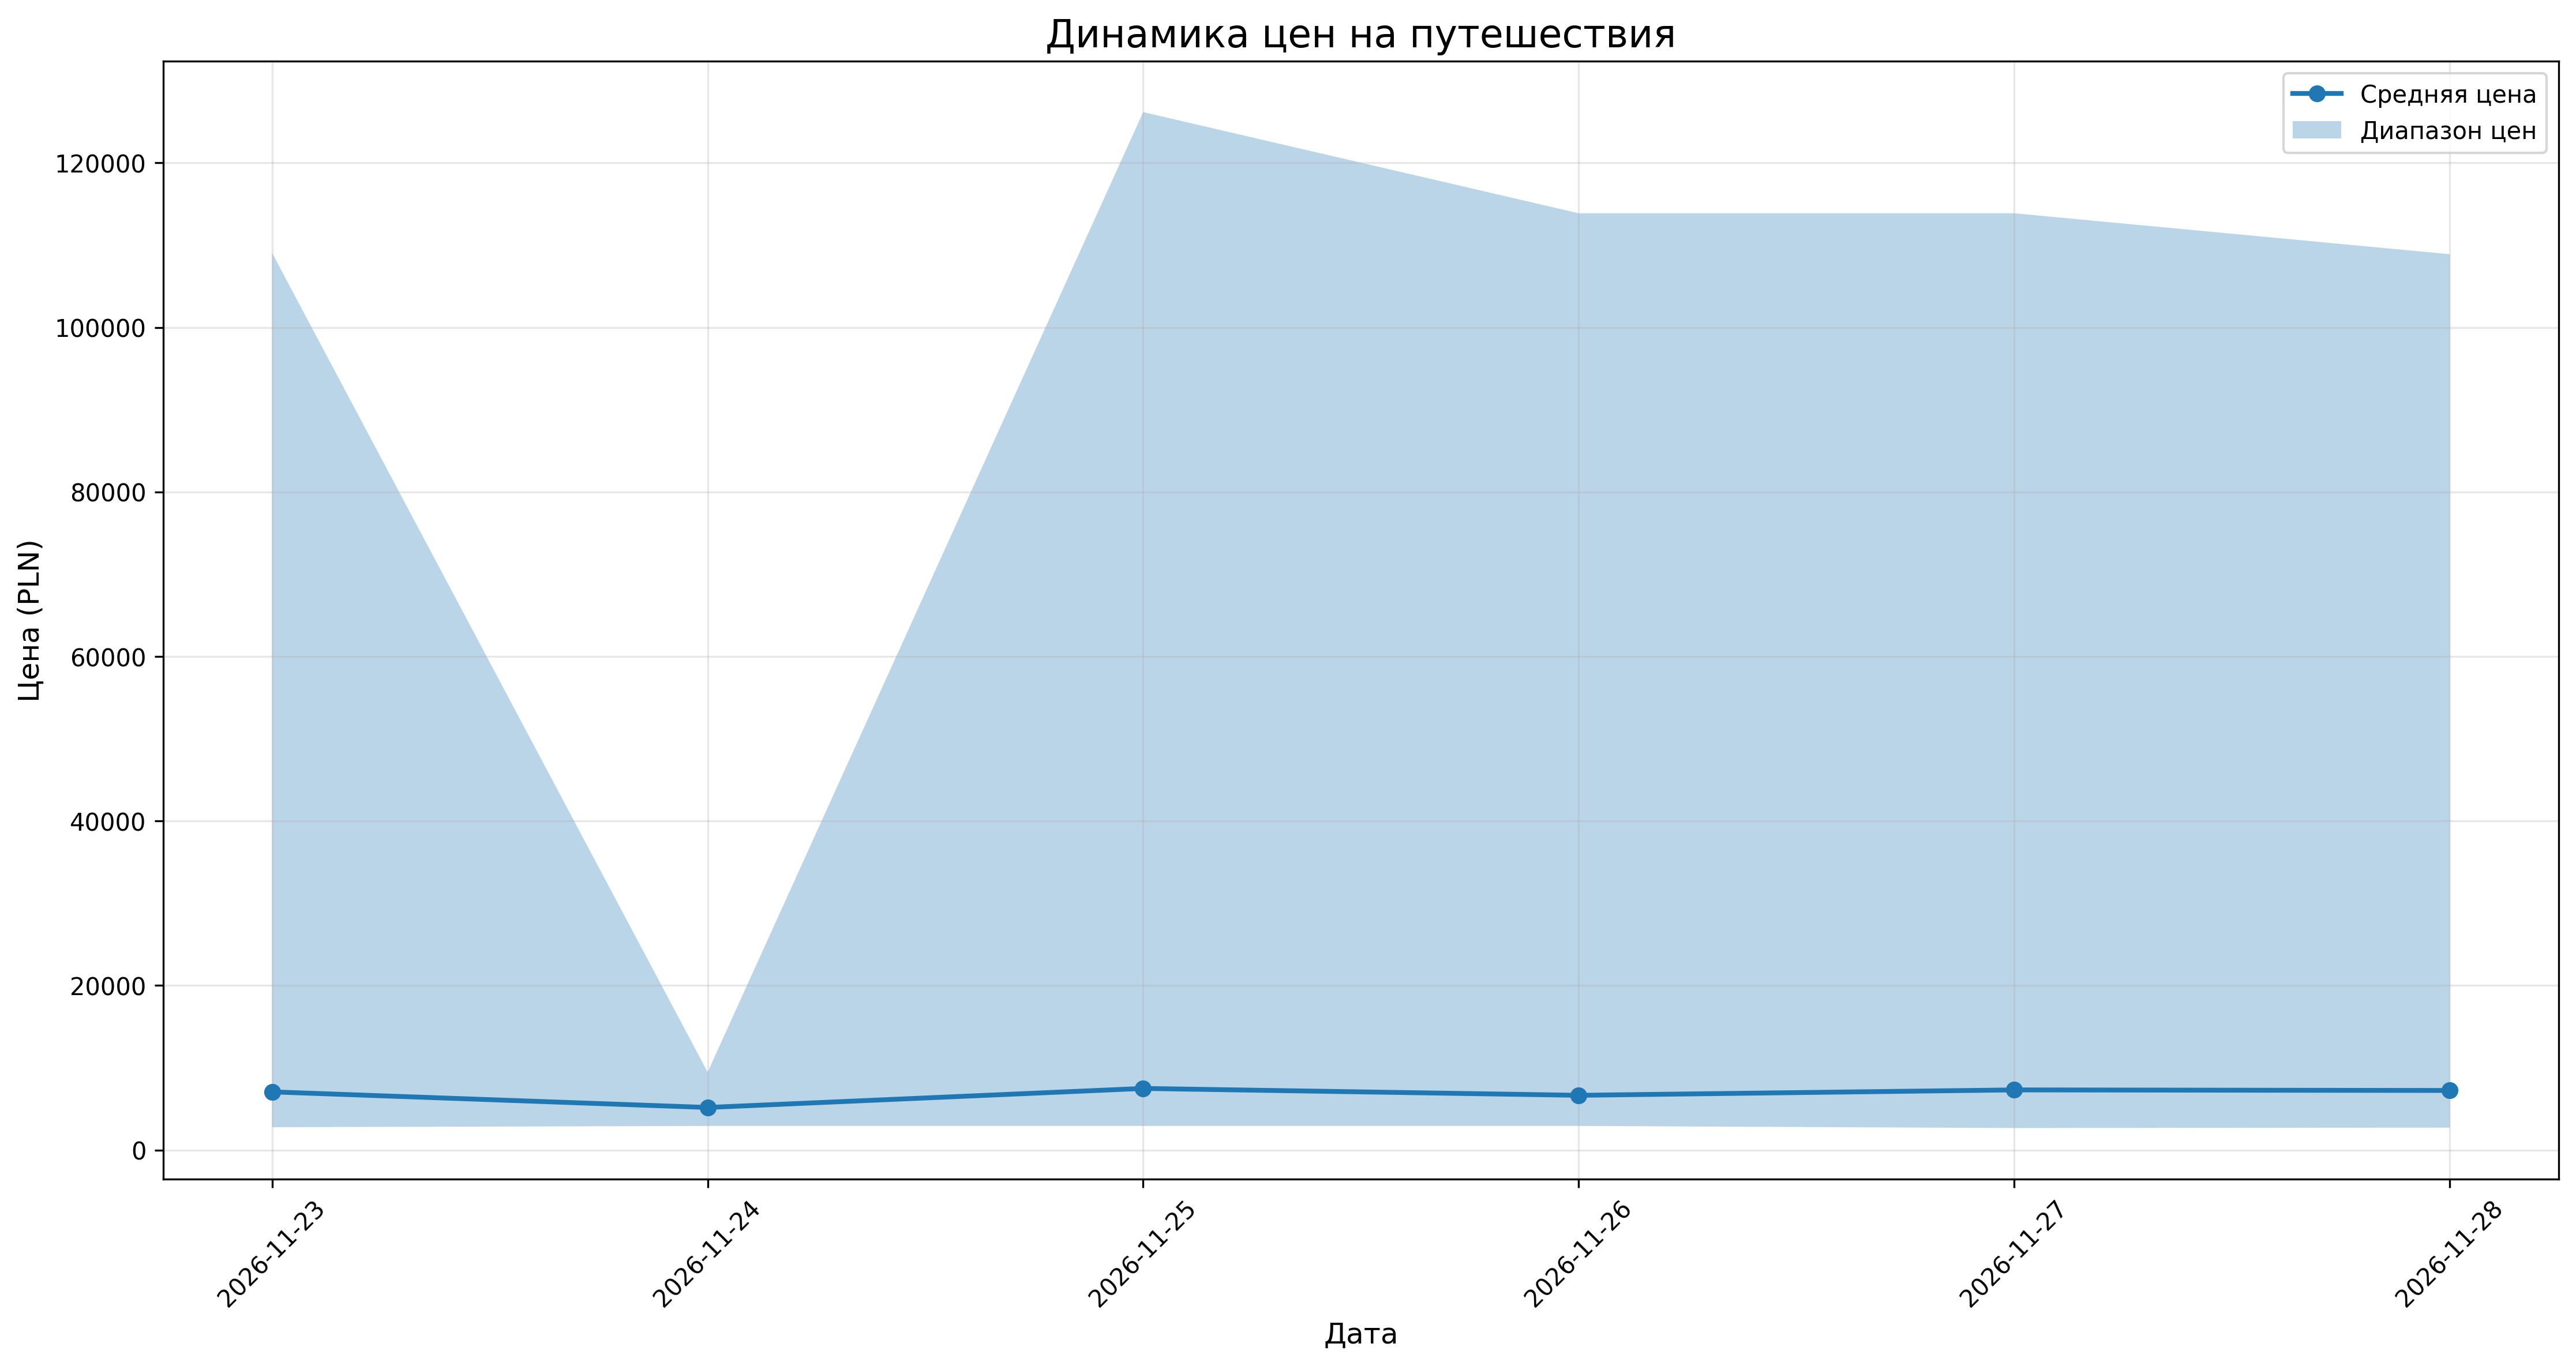 Динамика цен на путешествия
Средняя цена
Диапазон цен
Цена (PLN)
120000
100000
80000
60000
40000
20000
0
2026-11-23
2026-11-24
2026-11-25
2026-11-26
2026-11-27
2026-11-28
Дата